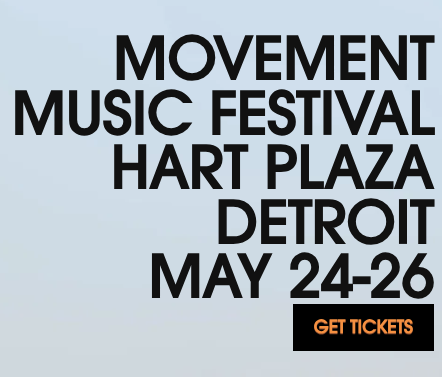 MOVEMENT
MUSIC FESTIVAL
HART PLAZA
DETROIT
MAY 24-26
GET TICKETS